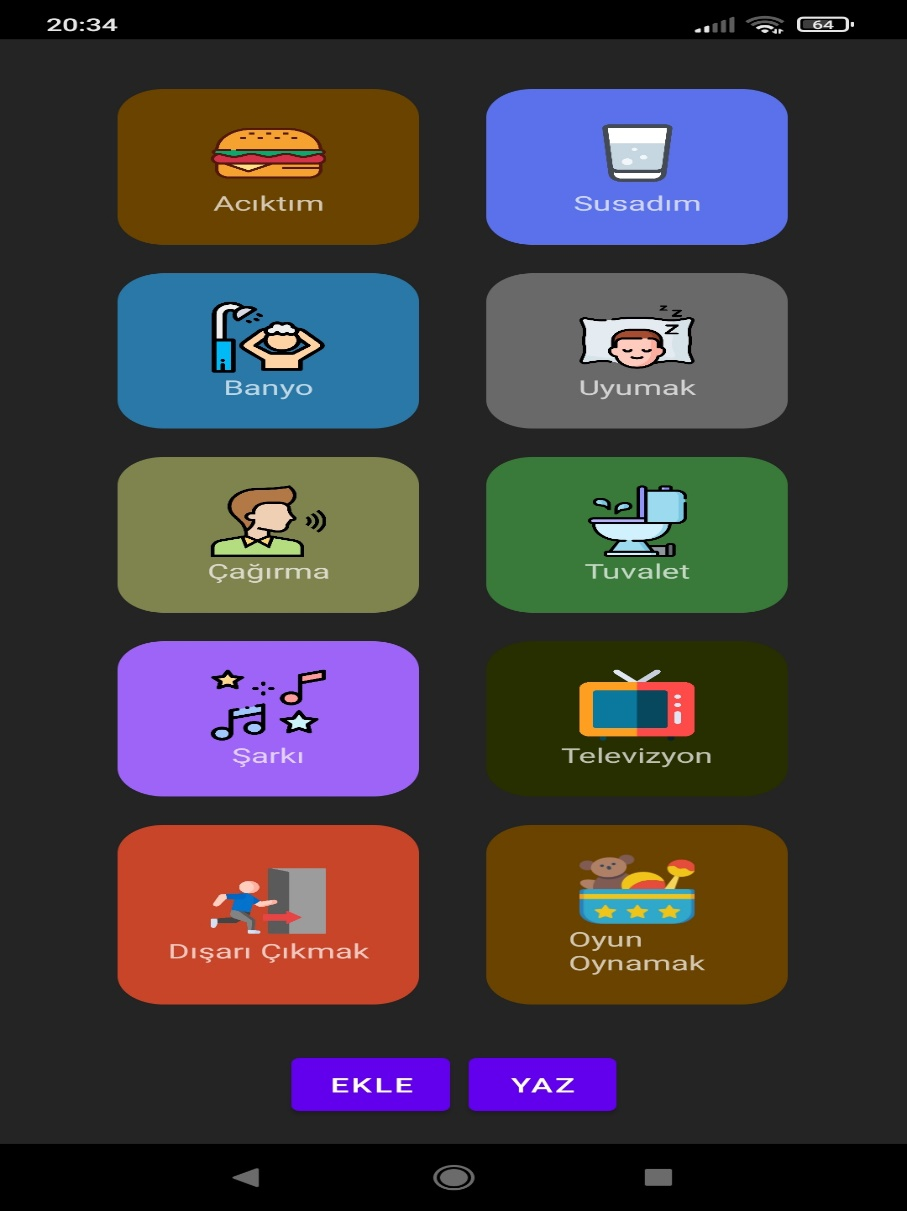 20:34
64
Acıktım
Susadım
Banyo
Uyumak
Çağırma
Tuvalet
Şarkı
Televizyon
Dışarı Çıkmak
Oyun
Oynamak
EKLE
YAZ